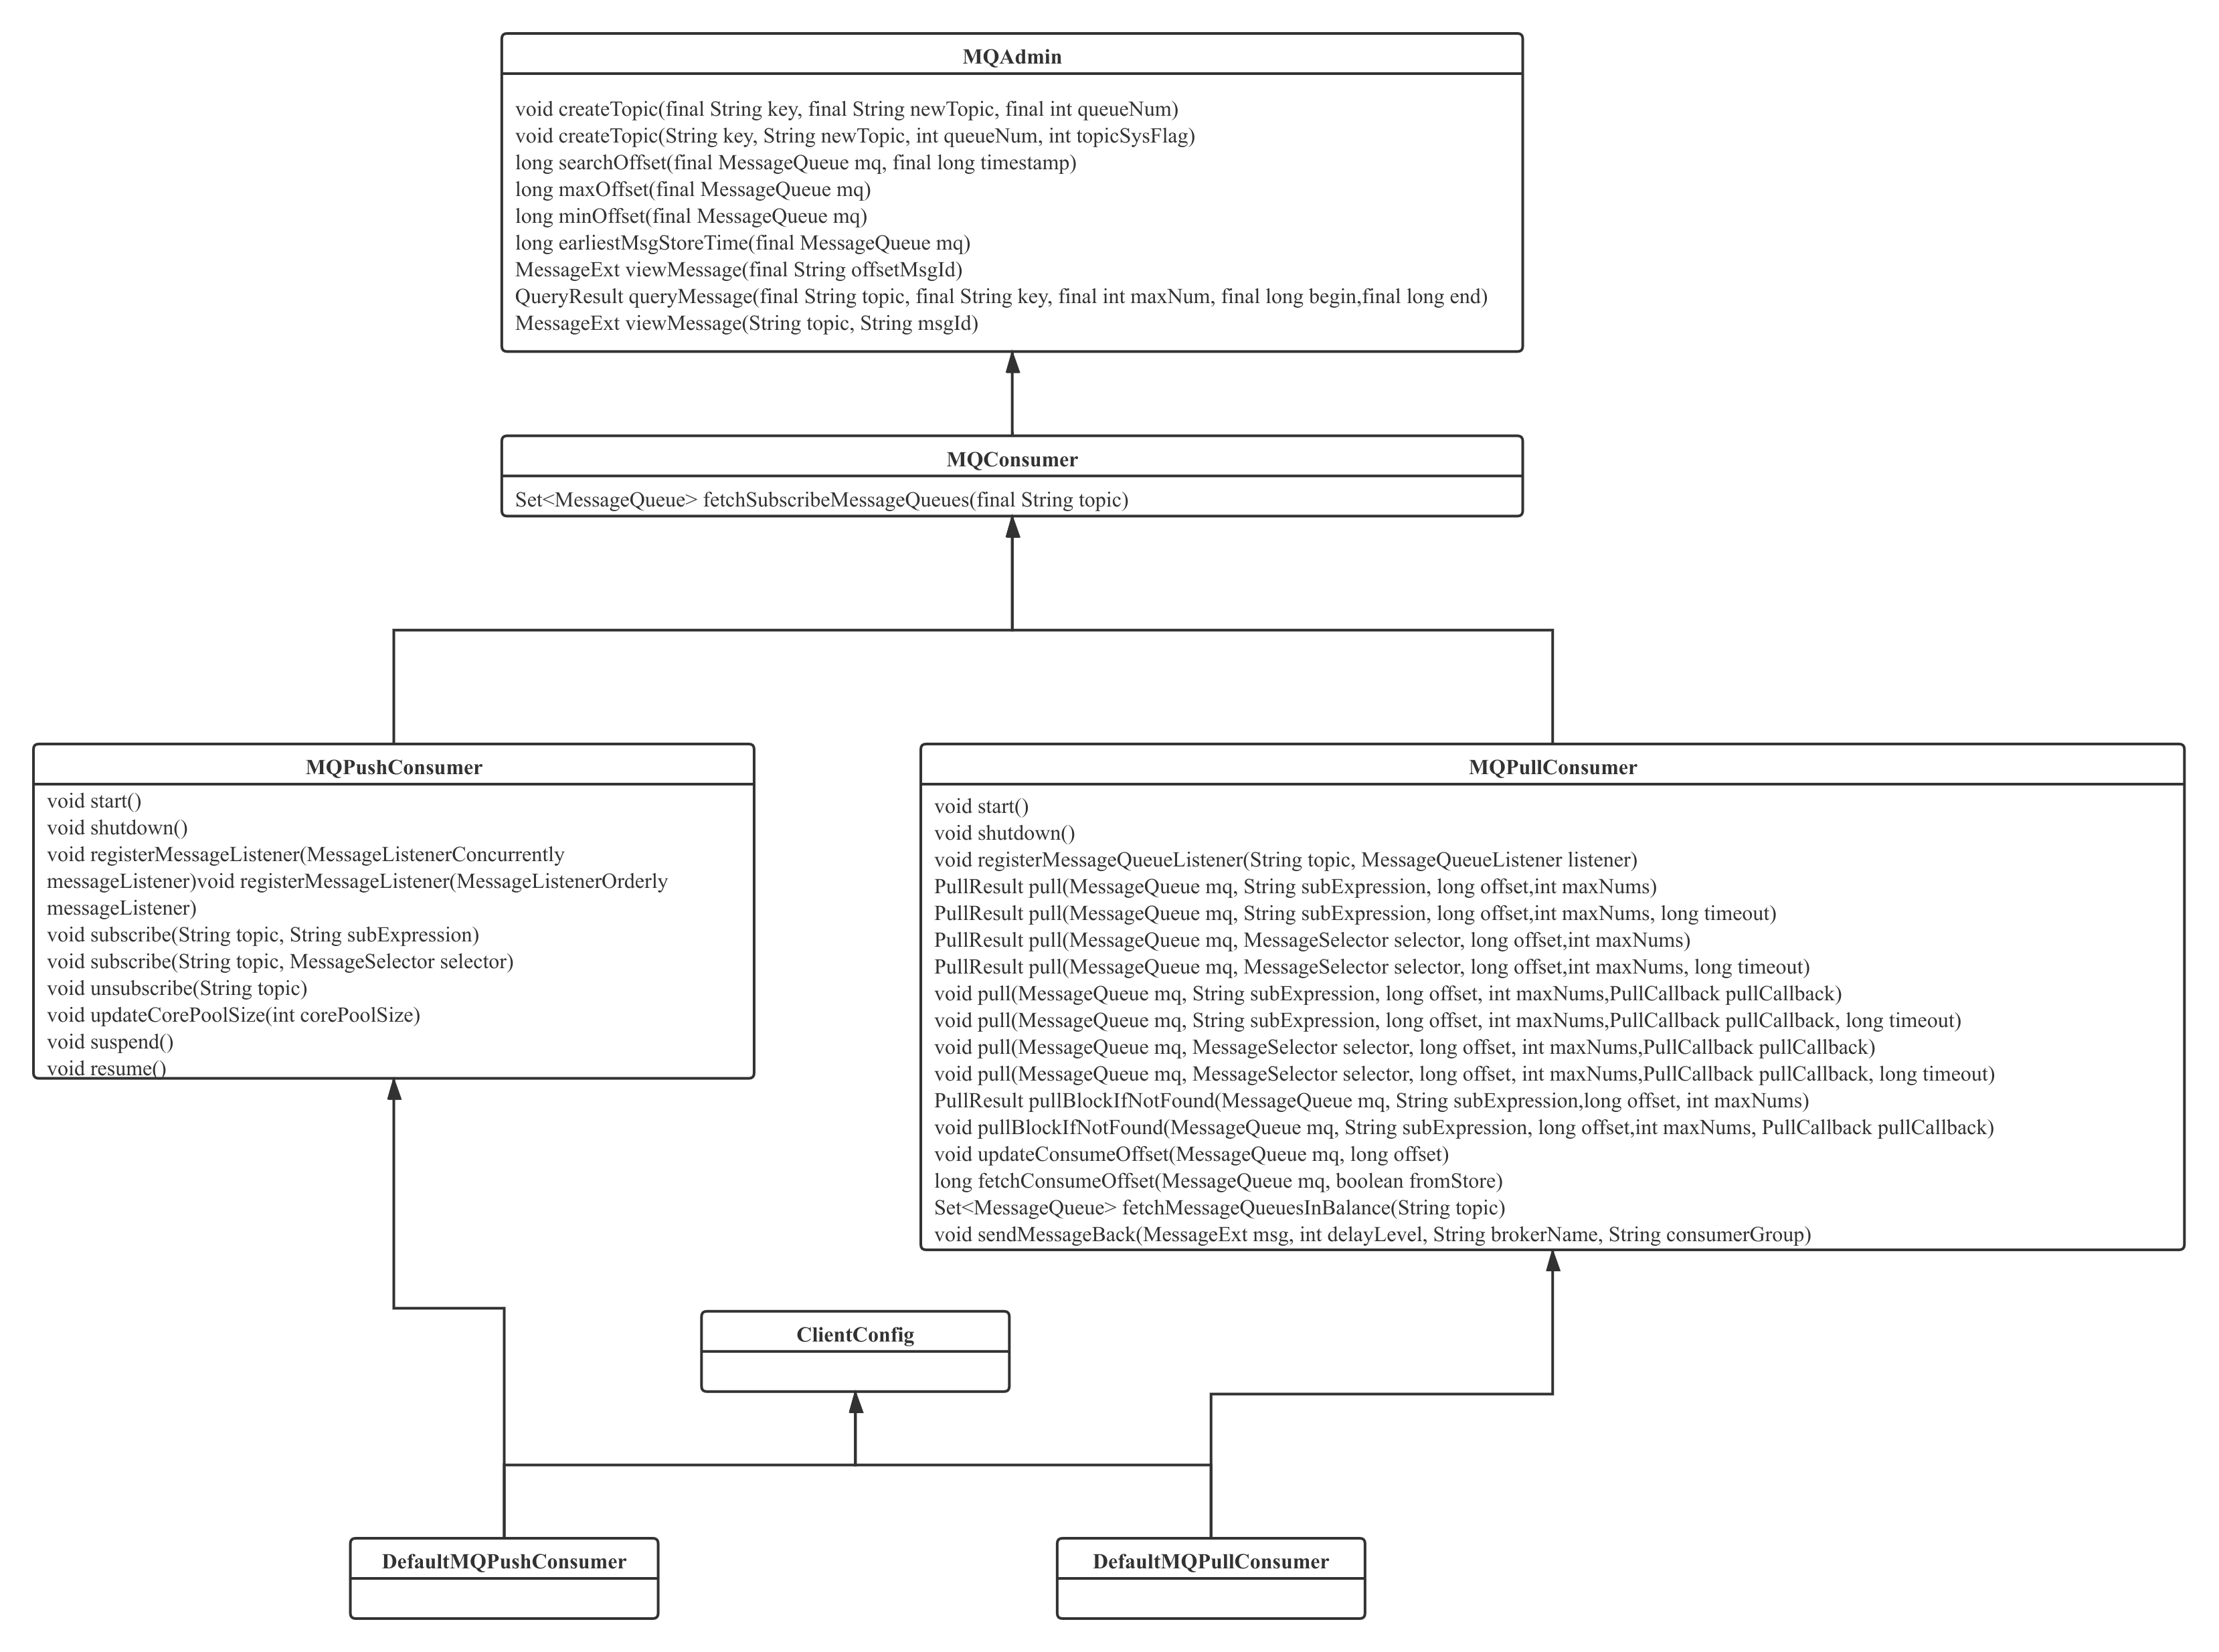 MQAdmin
void createTopic(final String key, final String newTopic, final int queueNum)
void createTopic(String key, String newTopic, int queueNum, int topicSysFlag)
long searchOffset(final MessageQueue mq, final long timestamp)
long maxOffset(final MessageQueue mq)
long minOffset(final MessageQueue mq)
long earliestMsgStoreTime(final MessageQueue mq)
MessageExt viewMessage(final String offsetMsgId)
QueryResult queryMessage(final String topic, final String key, final int maxNum, final long begin,final long end)
MessageExt viewMessage(String topic, String msgId)
MQConsumer
Set<MessageQueue> fetchSubscribeMessageQueues(final String topic)
MQPushConsumer
void start()
void shutdown()
void registerMessageListener(MessageListenerConcurrently
messageListener)void registerMessageListener(MessageListenerOrderly
messageListener)
void subscribe(String topic, String subExpression)
void subscribe(String topic, MessageSelector selector)
void unsubscribe(String topic)
void updateCorePoolSize(int corePoolSize)
void suspend()
void resume()
MQPullConsumer
void start()
void shutdown()
void registerMessageQueueListener(String topic, MessageQueueListener listener)
PullResult pull(MessageQueue mq, String subExpression, long offset,int maxNums)
PullResult pull(MessageQueue mq, String subExpression, long offset,int maxNums, long timeout)
PullResult pull(MessageQueue mq, MessageSelector selector, long offset,int maxNums)
PullResult pull(MessageQueue mq, MessageSelector selector, long offset,int maxNums, long timeout)
void pull(MessageQueue mq, String subExpression, long offset, int maxNums,PullCallback pullCallback)
void pull(MessageQueue mq, String subExpression, long offset, int maxNums,PullCallback pullCallback, long timeout)
void pull(MessageQueue mq, MessageSelector selector, long offset, int maxNums,PullCallback pullCallback)
void pull(MessageQueue mq, MessageSelector selector, long offset, int maxNums,PullCallback pullCallback, long timeout)
PullResult pullBlockIfNotFound(MessageQueue mq, String subExpression,long offset, int maxNums)
void pullBlockIfNotFound(MessageQueue mq, String subExpression, long offset,int maxNums, PullCallback pullCallback)
void updateConsumeOffset(MessageQueue mq, long offset)
long fetchConsumeOffset(MessageQueue mq, boolean fromStore)
Set<MessageQueue> fetchMessageQueuesInBalance(String topic)
void sendMessageBack(MessageExt msg, int delayLevel, String brokerName, String consumerGroup)
ClientConfig
DefaultMQPushConsumer
DefaultMQPullConsumer